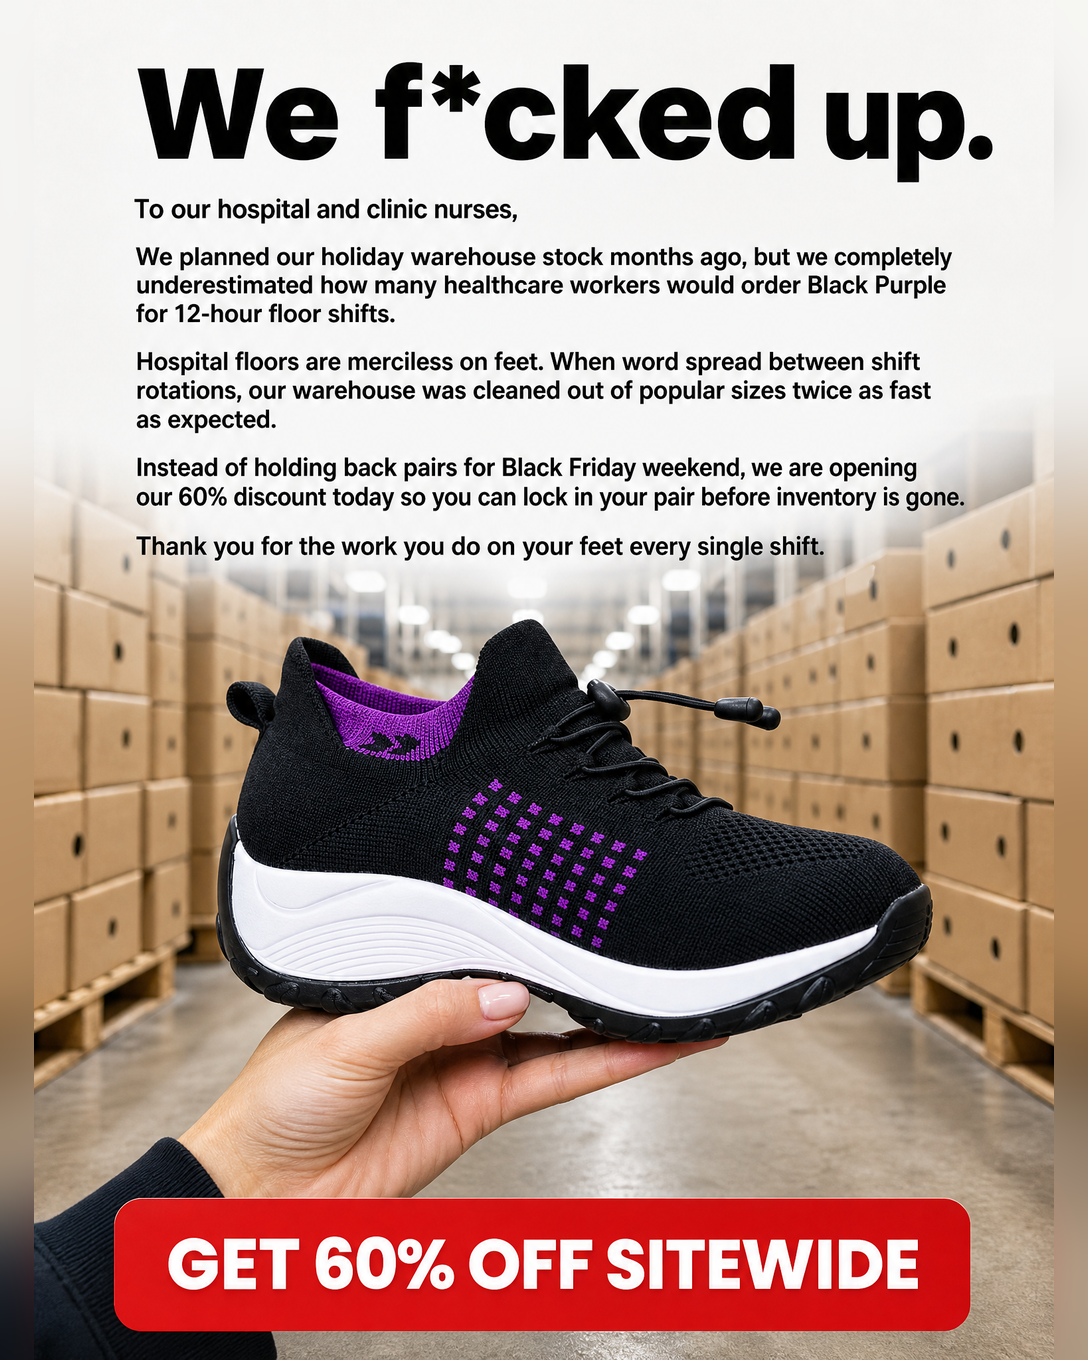 We f*cked up.
To our hospital and clinic nurses,
We planned our holiday warehouse stock months ago, but we completely
underestimated how many healthcare workers would order Black Purple
for 12-hour floor shifts.
Hospital floors are merciless on feet. When word spread between shift
rotations, our warehouse was cleaned out of popular sizes twice as fast
as expected.
Instead of holding back pairs for Black Friday weekend, we are opening
our 60% discount today so you can lock in your pair before inventory is gone.
Thank you for the work you do on your feet every single shift.
GET 60% OFF SITEWIDE